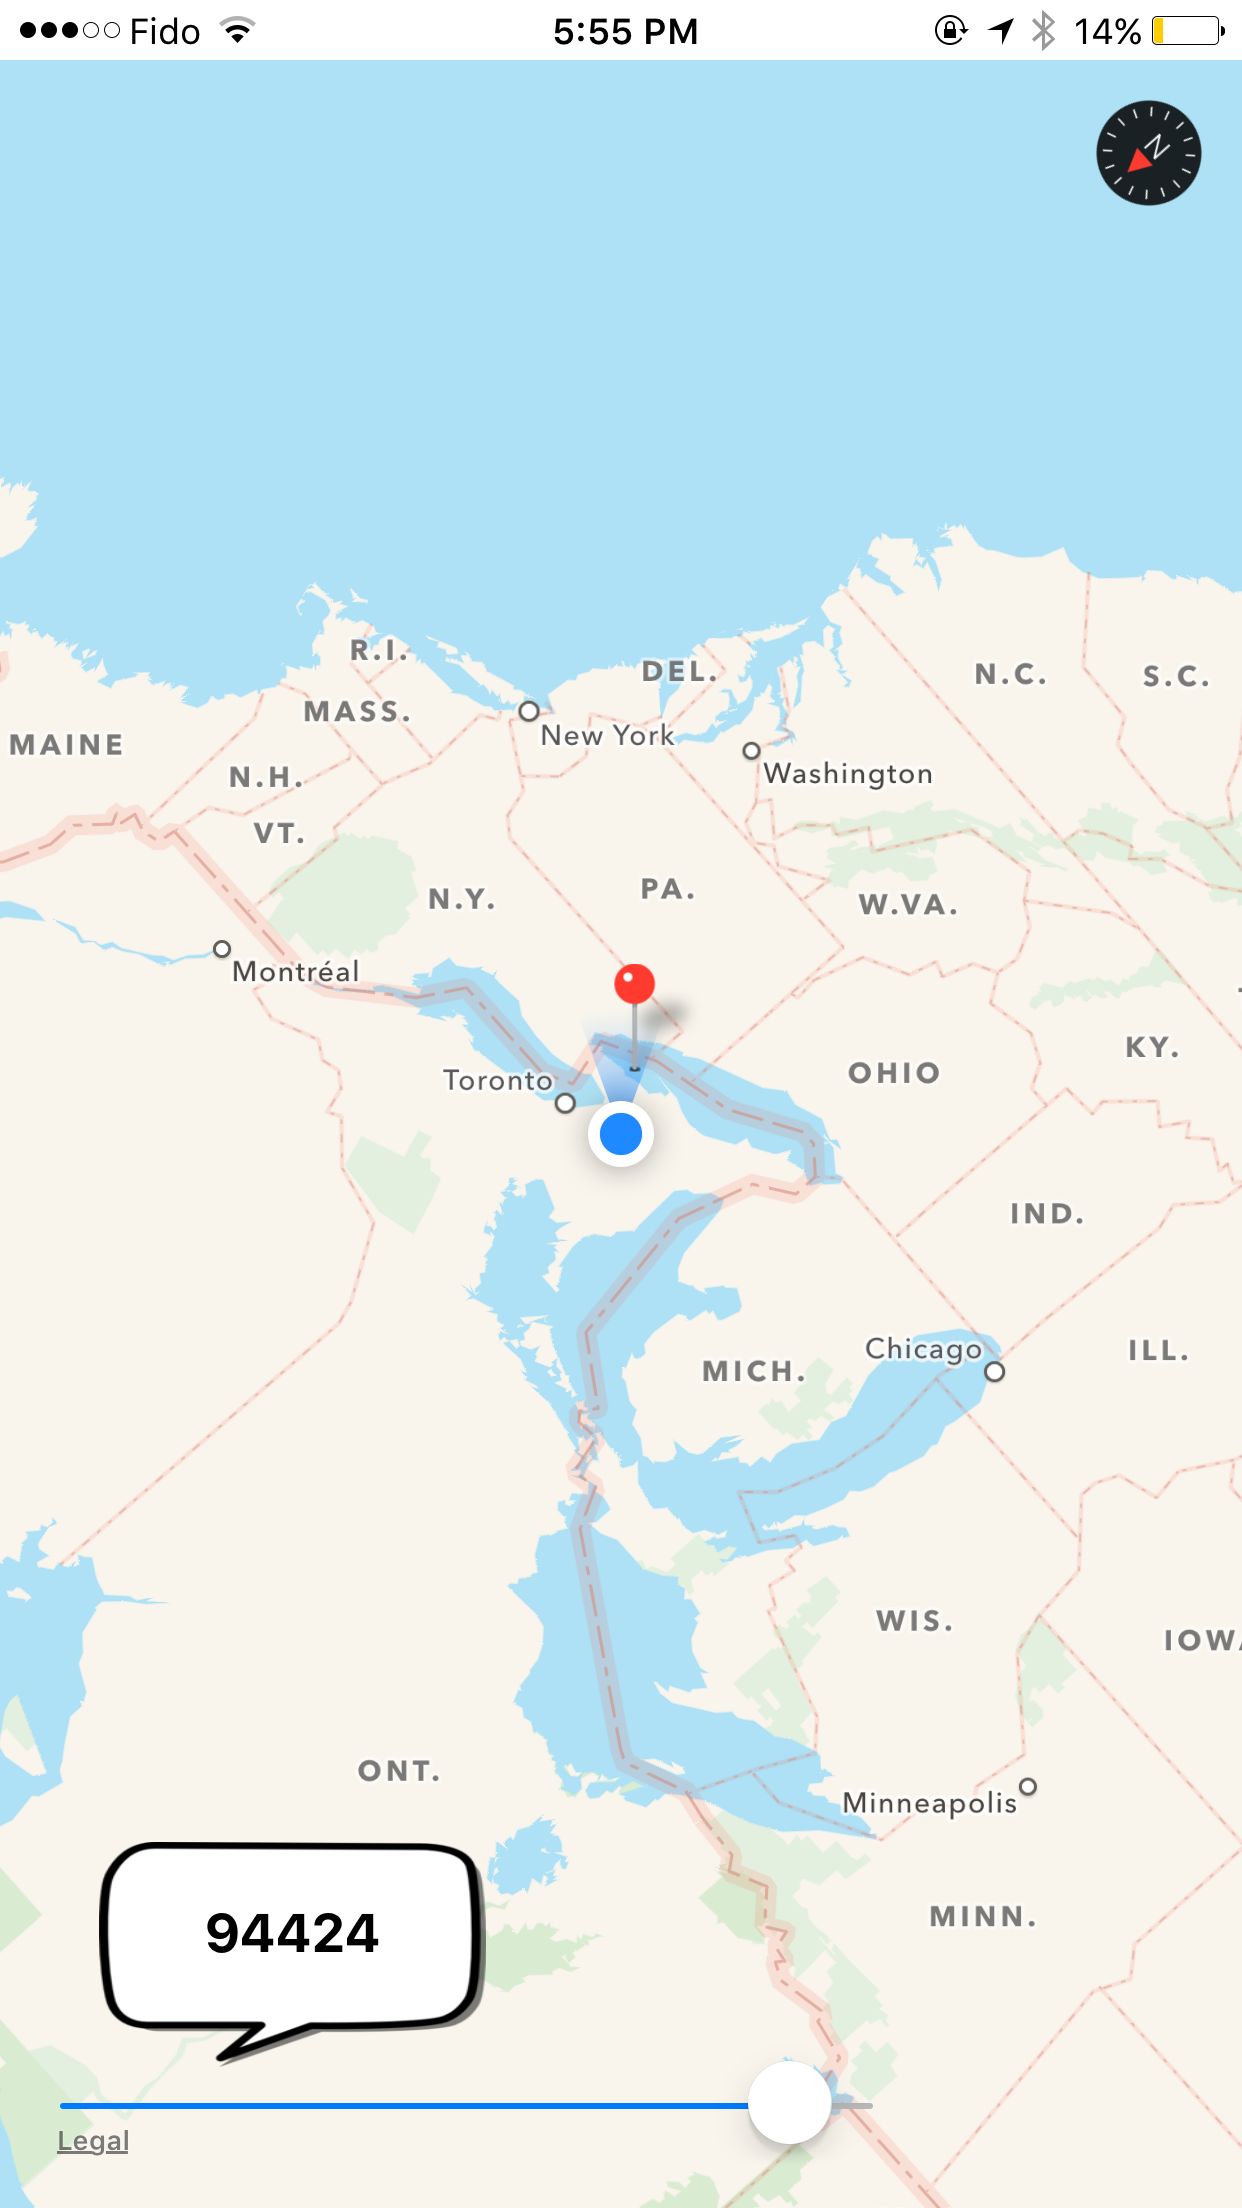 Fido 5:55 PM 14%
N
R.I.
DEL.
N.C.
S.C.
MASS.
New York
MAINE
Washington
N.H.
VT.
PA.
N.Y.
W.VA.
Montréal
KY.
OHIO
Toronto
IND.
Chicago
ILL.
MICH.
WIS.
IOWA
ONT.
Minneapolis
MINN.
94424
Legal